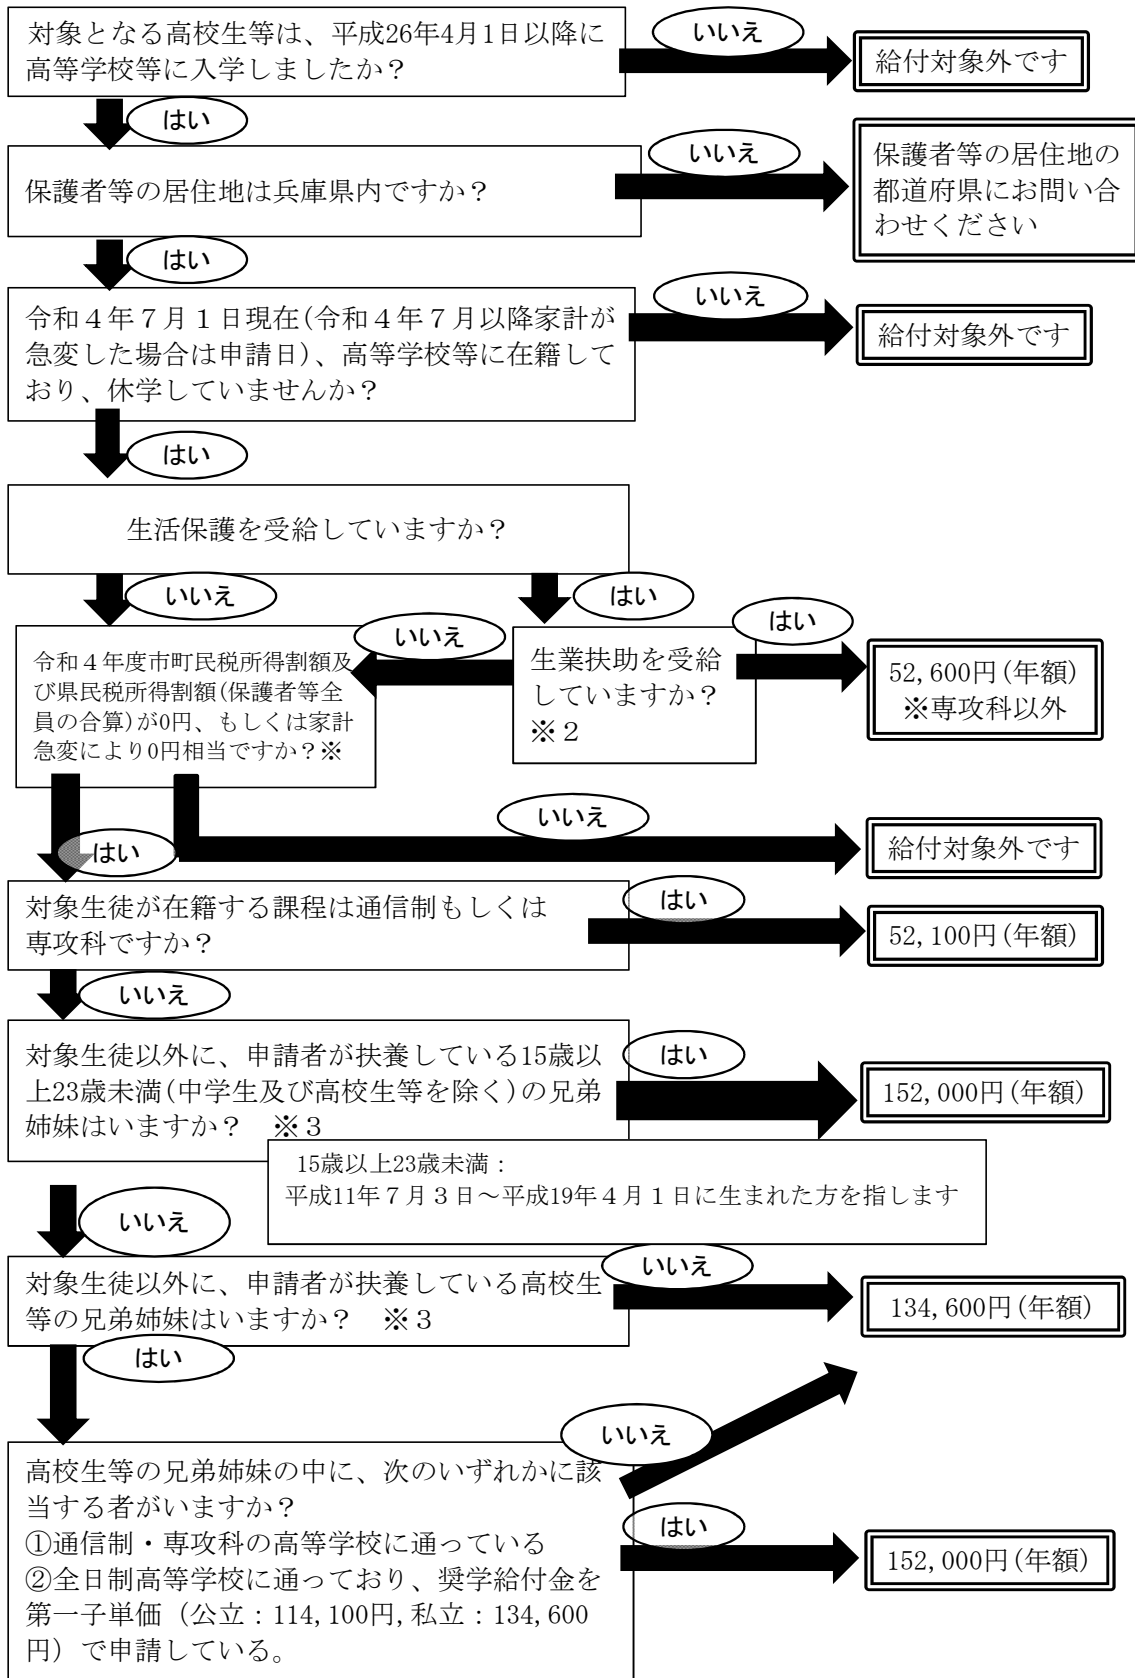 対象となる高校生等は、平成26年4月1日以降に
高等学校等に入学しましたか？
いいえ
給付対象外です
はい
保護者等の居住地は兵庫県内ですか？
いいえ
保護者等の居住地の
都道府県にお問い合
わせください
はい
令和４年７月１日現在(令和４年７月以降家計が
急変した場合は申請日)、高等学校等に在籍して
おり、休学していませんか？
いいえ
給付対象外です
はい
生活保護を受給していますか？
いいえ
はい
令和４年度市町民税所得割額及
び県民税所得割額(保護者等全
員の合算)が0円、もしくは家計
急変により0円相当ですか？※
いいえ
生業扶助を受給
していますか？
※２
はい
52,600円(年額)
※専攻科以外
いいえ
給付対象外です
はい
対象生徒が在籍する課程は通信制もしくは
専攻科ですか？
はい
52,100円(年額)
いいえ
対象生徒以外に、申請者が扶養している15歳以
上23歳未満(中学生及び高校生等を除く)の兄弟
姉妹はいますか？　※３
はい
152,000円(年額)
15歳以上23歳未満：
平成11年７月３日～平成19年４月１日に生まれた方を指します
いいえ
対象生徒以外に、申請者が扶養している高校生
等の兄弟姉妹はいますか？　※３
いいえ
134,600円(年額)
はい
高校生等の兄弟姉妹の中に、次のいずれかに該
当する者がいますか？
①通信制・専攻科の高等学校に通っている
②全日制高等学校に通っており、奨学給付金を
第一子単価（公立：114,100円,私立：134,600
円）で申請している。
いいえ
はい
152,000円(年額)